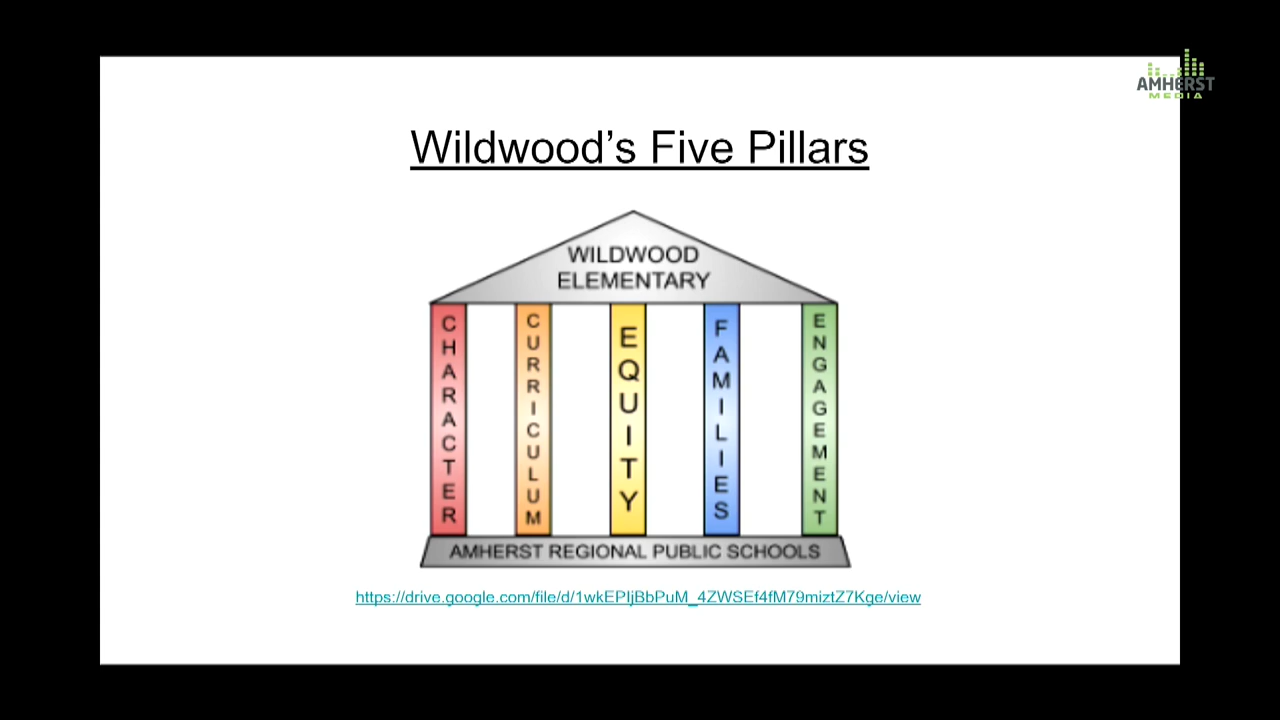 AMHERST
MEDIA
Wildwood's Five Pillars
WILDWOOD
ELEMENTARY
CHARACTER
CURRICULUM
EQUITY
FAMILIES
ENGAGEMENT
AMHERST REGIONAL PUBLIC SCHOOLS
https://drive.google.com/file/d/1wkEPIjBbPuM_4ZWSEf4fM79miztZ7Kge/view